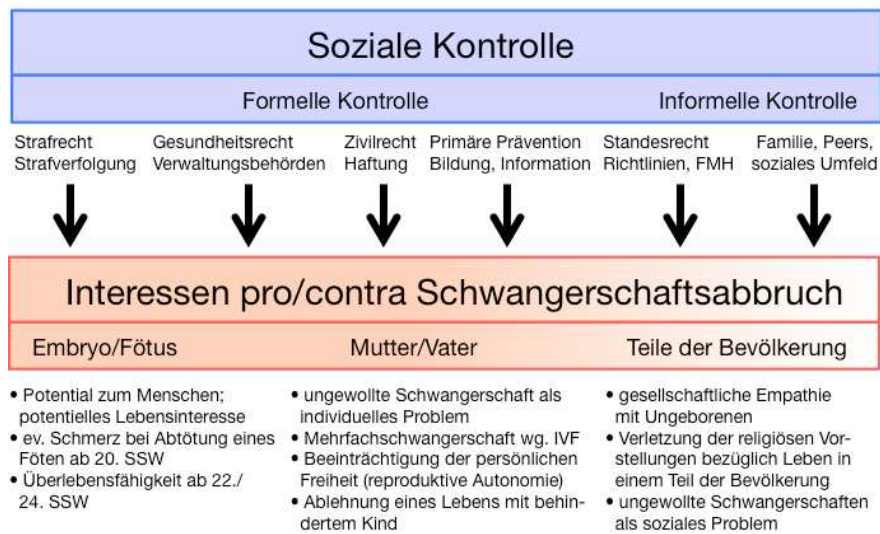 Soziale Kontrolle
Formelle Kontrolle
Informelle Kontrolle
Strafrecht
Strafverfolgung
Gesundheitsrecht
Verwaltungsbehörden
Zivilrecht
Haftung
Primäre Prävention
Bildung, Information
Standesrecht
Richtlinien, FMH
Familie, Peers,
soziales Umfeld
Interessen pro/contra Schwangerschaftsabbruch
Embryo/Fötus
Mutter/Vater
Teile der Bevölkerung
• Potential zum Menschen;
potentielles Lebensinteresse
• ev. Schmerz bei Abtötung eines
Föten ab 20. SSW
• Überlebensfähigkeit ab 22./
24. SSW
• ungewollte Schwangerschaft als
individuelles Problem
• Mehrfachschwangerschaft wg. IVF
• Beeinträchtigung der persönlichen
Freiheit (reproduktive Autonomie)
• Ablehnung eines Lebens mit behin-
dertem Kind
• gesellschaftliche Empathie
mit Ungeborenen
• Verletzung der religiösen Vor-
stellungen bezüglich Leben in
einem Teil der Bevölkerung
• ungewollte Schwangerschaften
als soziales Problem